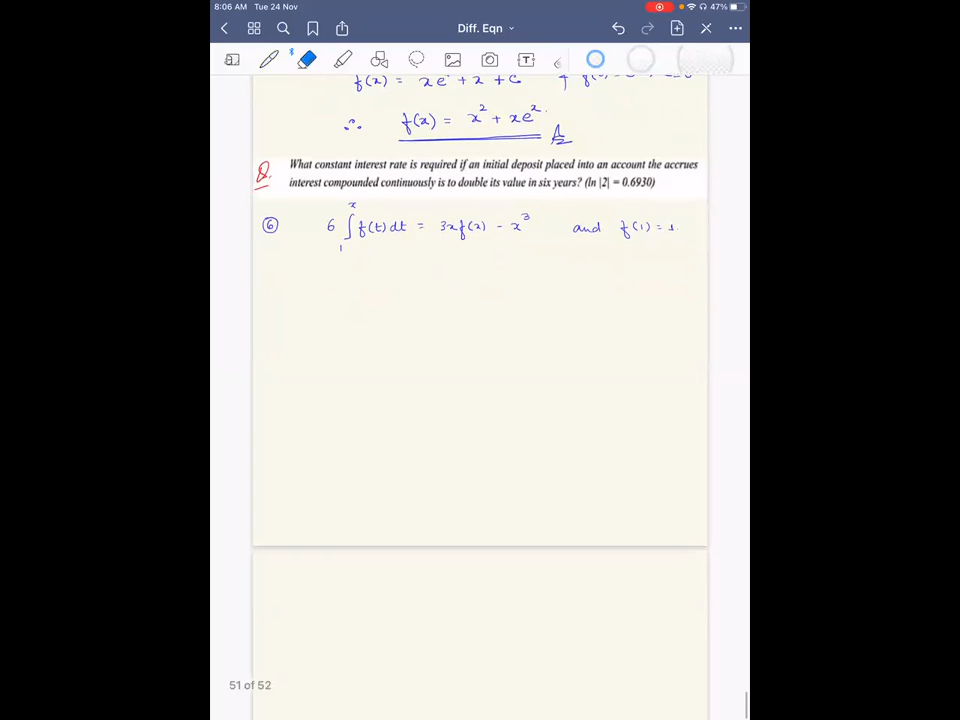 8:06 AM Tue 24 Nov 47%
Diff. Eqn
f(x) = xe + x + C
∴ f(x) = x² + xeˣ.
Q. What constant interest rate is required if an initial deposit placed into an account the accrues
interest compounded continuously is to double its value in six years? (ln |2| = 0.6930)
⑥ 6 ∫₁ˣ f(t) dt = 3x f(x) - x³ and f(1) = 1.
51 of 52